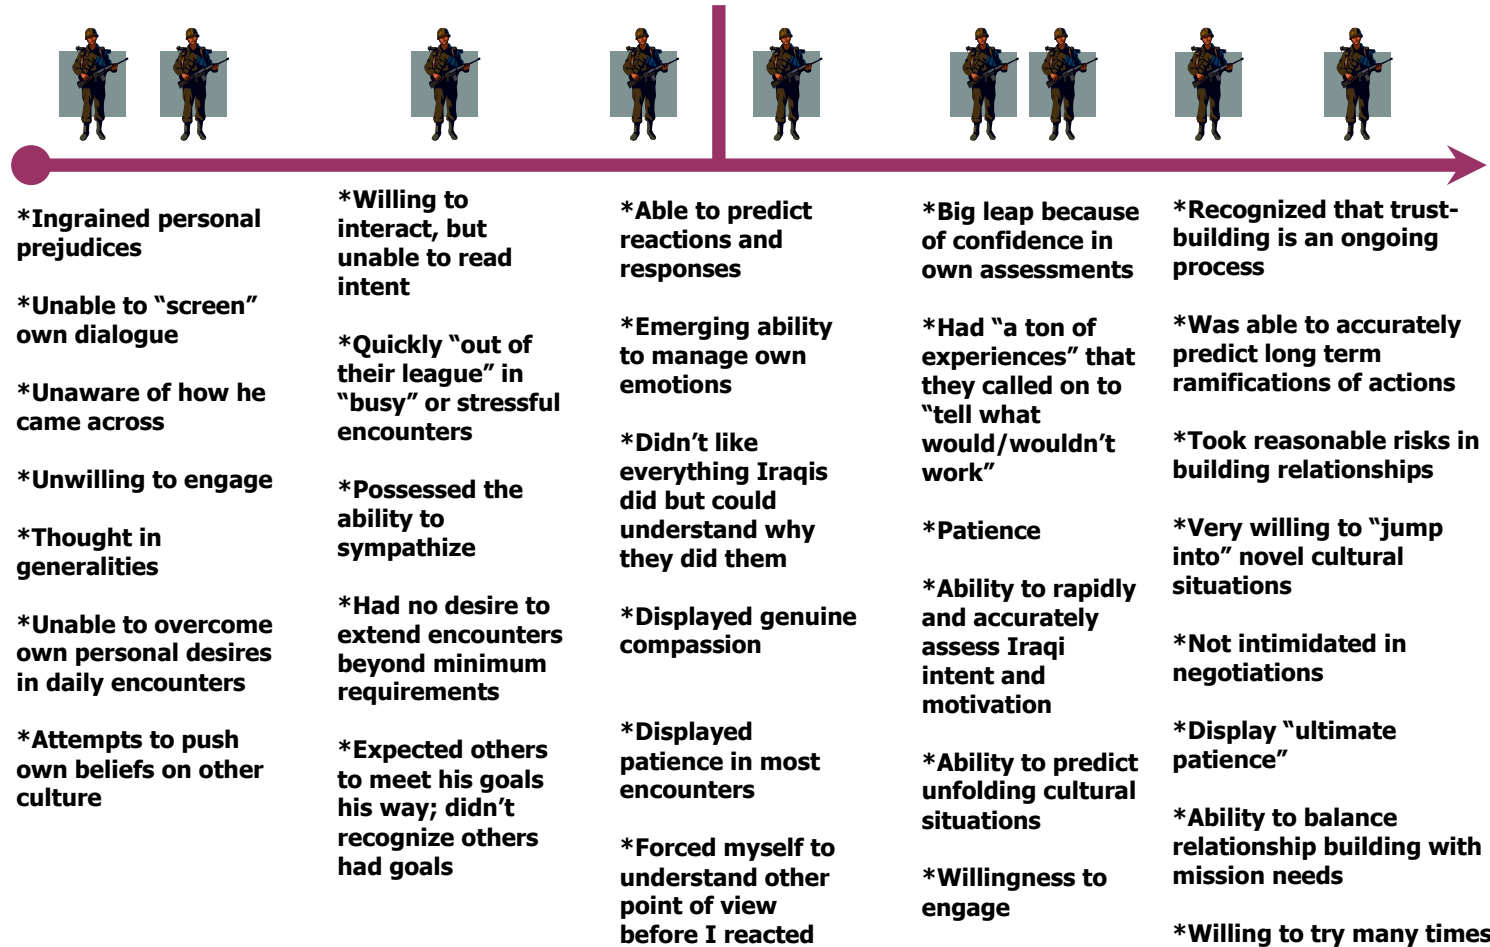 *Ingrained personal
prejudices
*Unable to “screen”
own dialogue
*Unaware of how he
came across
*Unwilling to engage
*Thought in
generalities
*Unable to overcome
own personal desires
in daily encounters
*Attempts to push
own beliefs on other
culture
*Willing to
interact, but
unable to read
intent
*Quickly “out of
their league” in
“busy” or stressful
encounters
*Possessed the
ability to
sympathize
*Had no desire to
extend encounters
beyond minimum
requirements
*Expected others
to meet his goals
his way; didn’t
recognize others
had goals
*Able to predict
reactions and
responses
*Emerging ability
to manage own
emotions
*Didn’t like
everything Iraqis
did but could
understand why
they did them
*Displayed genuine
compassion
*Displayed
patience in most
encounters
*Forced myself to
understand other
point of view
before I reacted
*Big leap because
of confidence in
own assessments
*Had “a ton of
experiences” that
they called on to
“tell what
would/wouldn’t
work”
*Patience
*Ability to rapidly
and accurately
assess Iraqi
intent and
motivation
*Ability to predict
unfolding cultural
situations
*Willingness to
engage
*Recognized that trust-
building is an ongoing
process
*Was able to accurately
predict long term
ramifications of actions
*Took reasonable risks in
building relationships
*Very willing to “jump
into” novel cultural
situations
*Not intimidated in
negotiations
*Display “ultimate
patience”
*Ability to balance
relationship building with
mission needs
*Willing to try many times